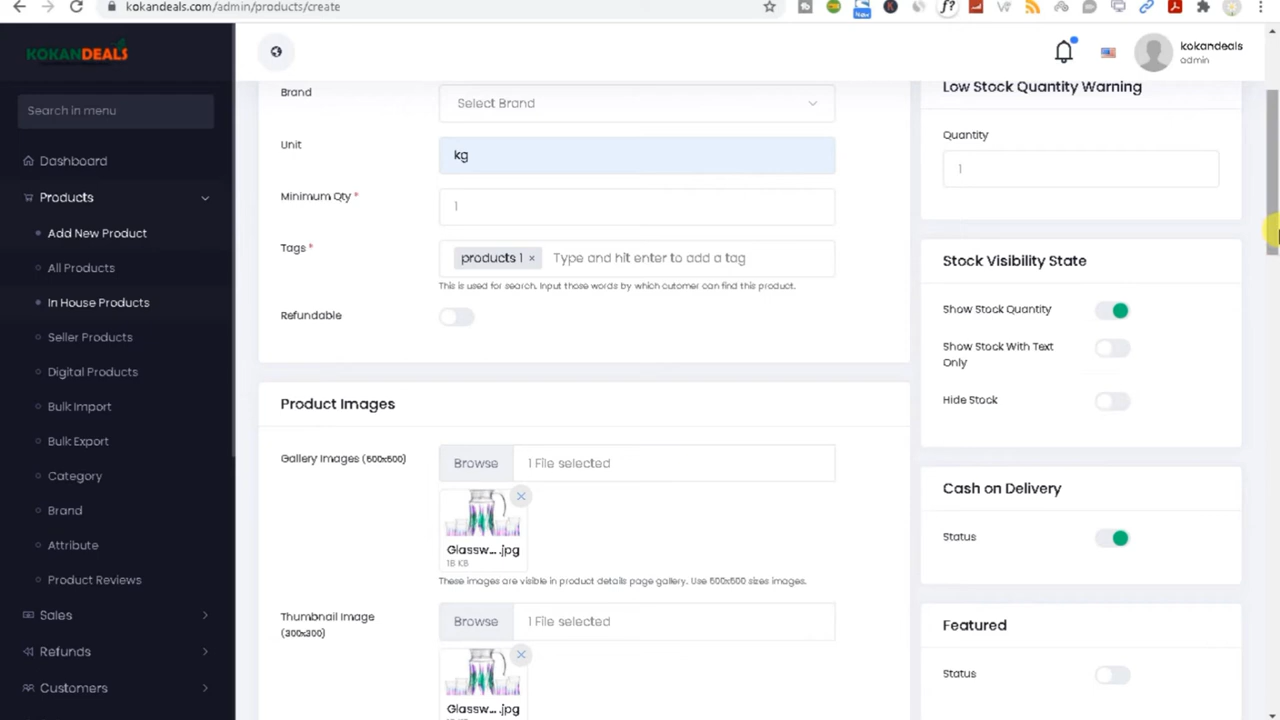 kokandeals.com/admin/products/create
New
KOKANDEALS
kokandeals
admin
Search in menu
Dashboard
Products
Add New Product
All Products
In House Products
Seller Products
Digital Products
Bulk Import
Bulk Export
Category
Brand
Attribute
Product Reviews
Sales
Refunds
Customers
Brand
Select Brand
Unit
kg
Minimum Qty *
1
Tags *
products 1 × Type and hit enter to add a tag
This is used for search. Input those words by which cutomer can find this product.
Refundable
Product Images
Gallery Images (600x600)
Browse 1 File selected
Glassw... .jpg
18 KB
These images are visible in product details page gallery. Use 600x600 sizes images.
Thumbnail Image
(300x300)
Browse 1 File selected
Glassw... .jpg
Low Stock Quantity Warning
Quantity
1
Stock Visibility State
Show Stock Quantity
Show Stock With Text
Only
Hide Stock
Cash on Delivery
Status
Featured
Status